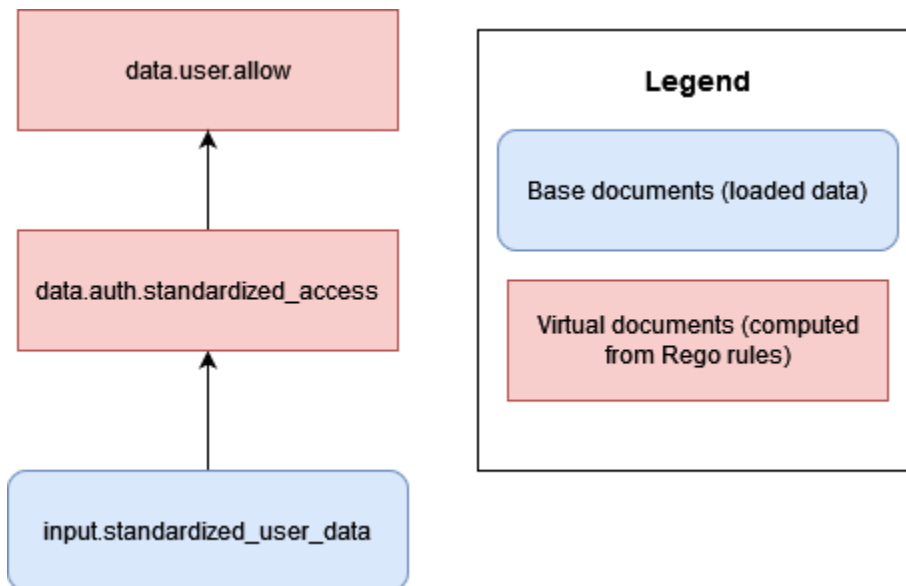 data.user.allow
data.auth.standardized_access
input.standardized_user_data
Legend
Base documents (loaded data)
Virtual documents (computed
from Rego rules)